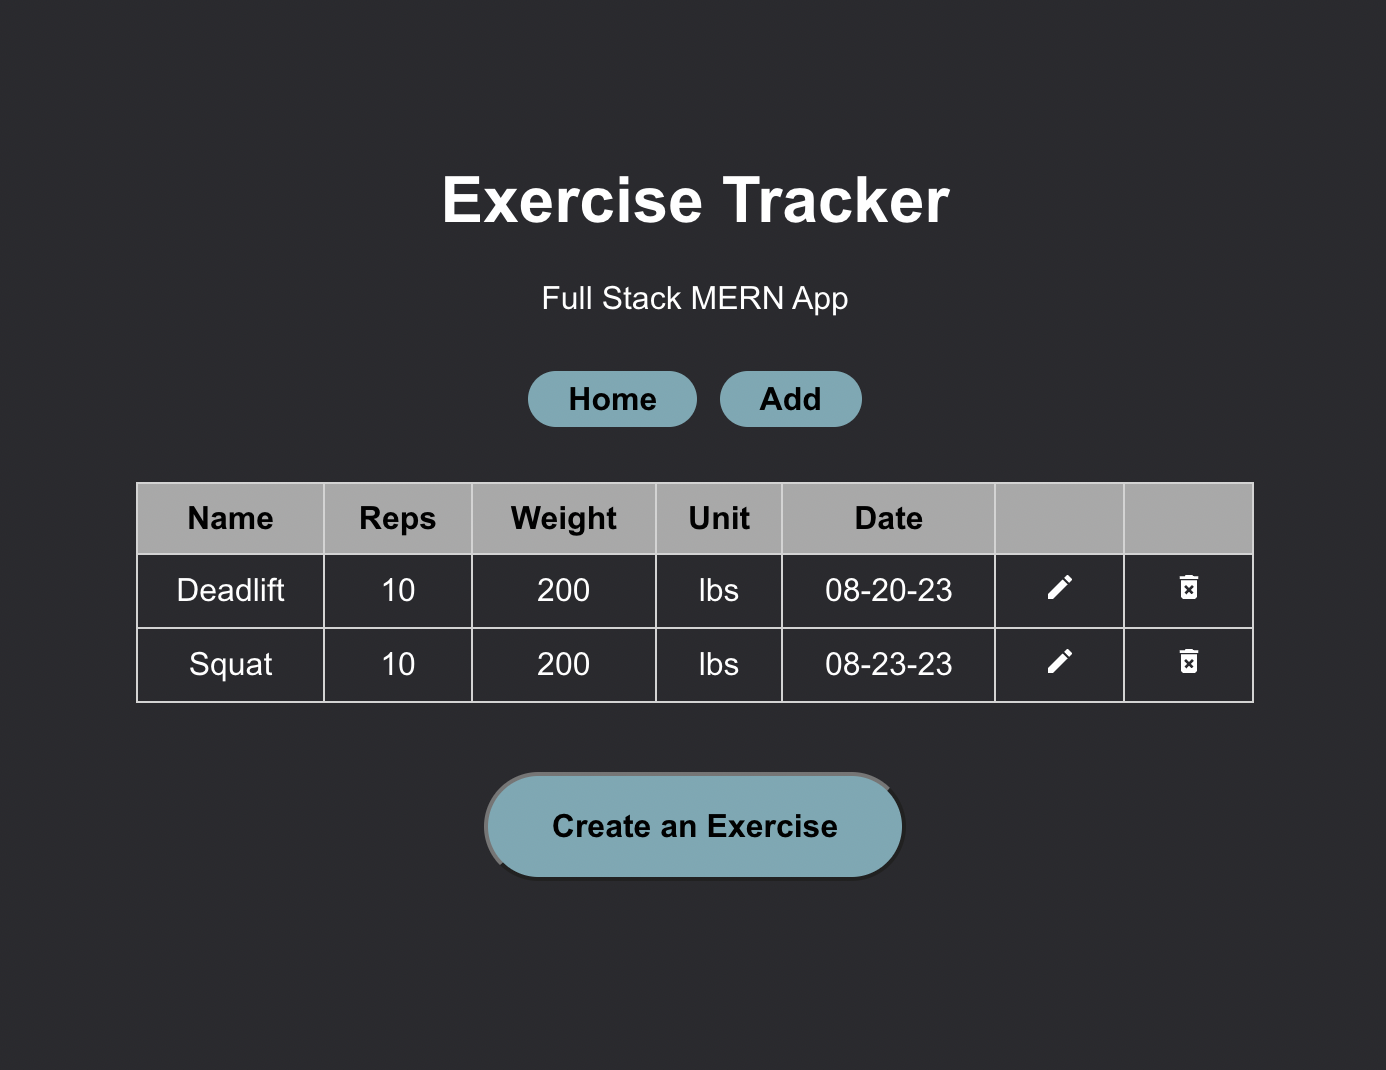 Exercise Tracker
Full Stack MERN App
Home Add
Name Reps Weight Unit Date
Deadlift 10 200 lbs 08-20-23
Squat 10 200 lbs 08-23-23
Create an Exercise